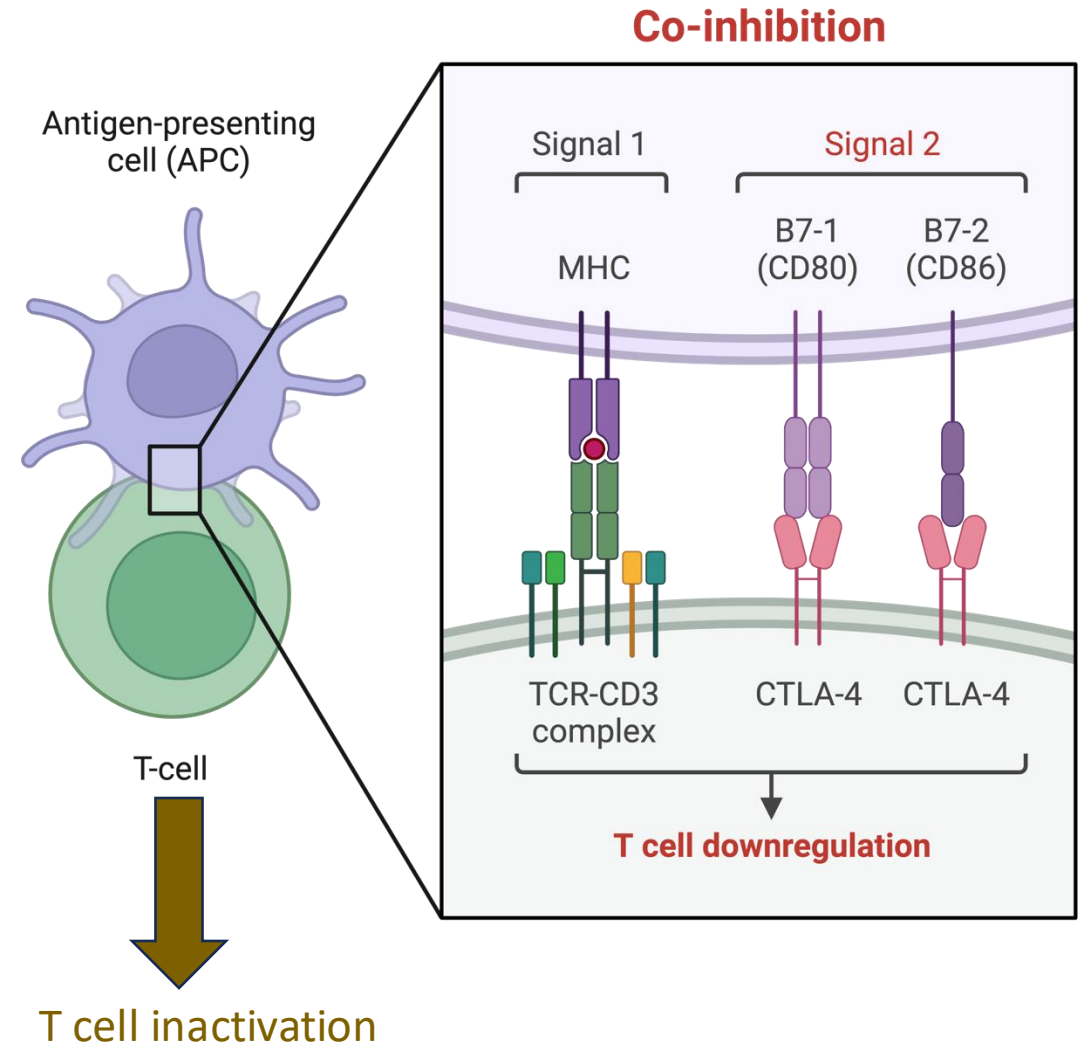 Co-inhibition
Antigen-presenting
cell (APC)
Signal 1
Signal 2
MHC
B7-1
(CD80)
B7-2
(CD86)
TCR-CD3
complex
CTLA-4
CTLA-4
T cell downregulation
T-cell
T cell inactivation